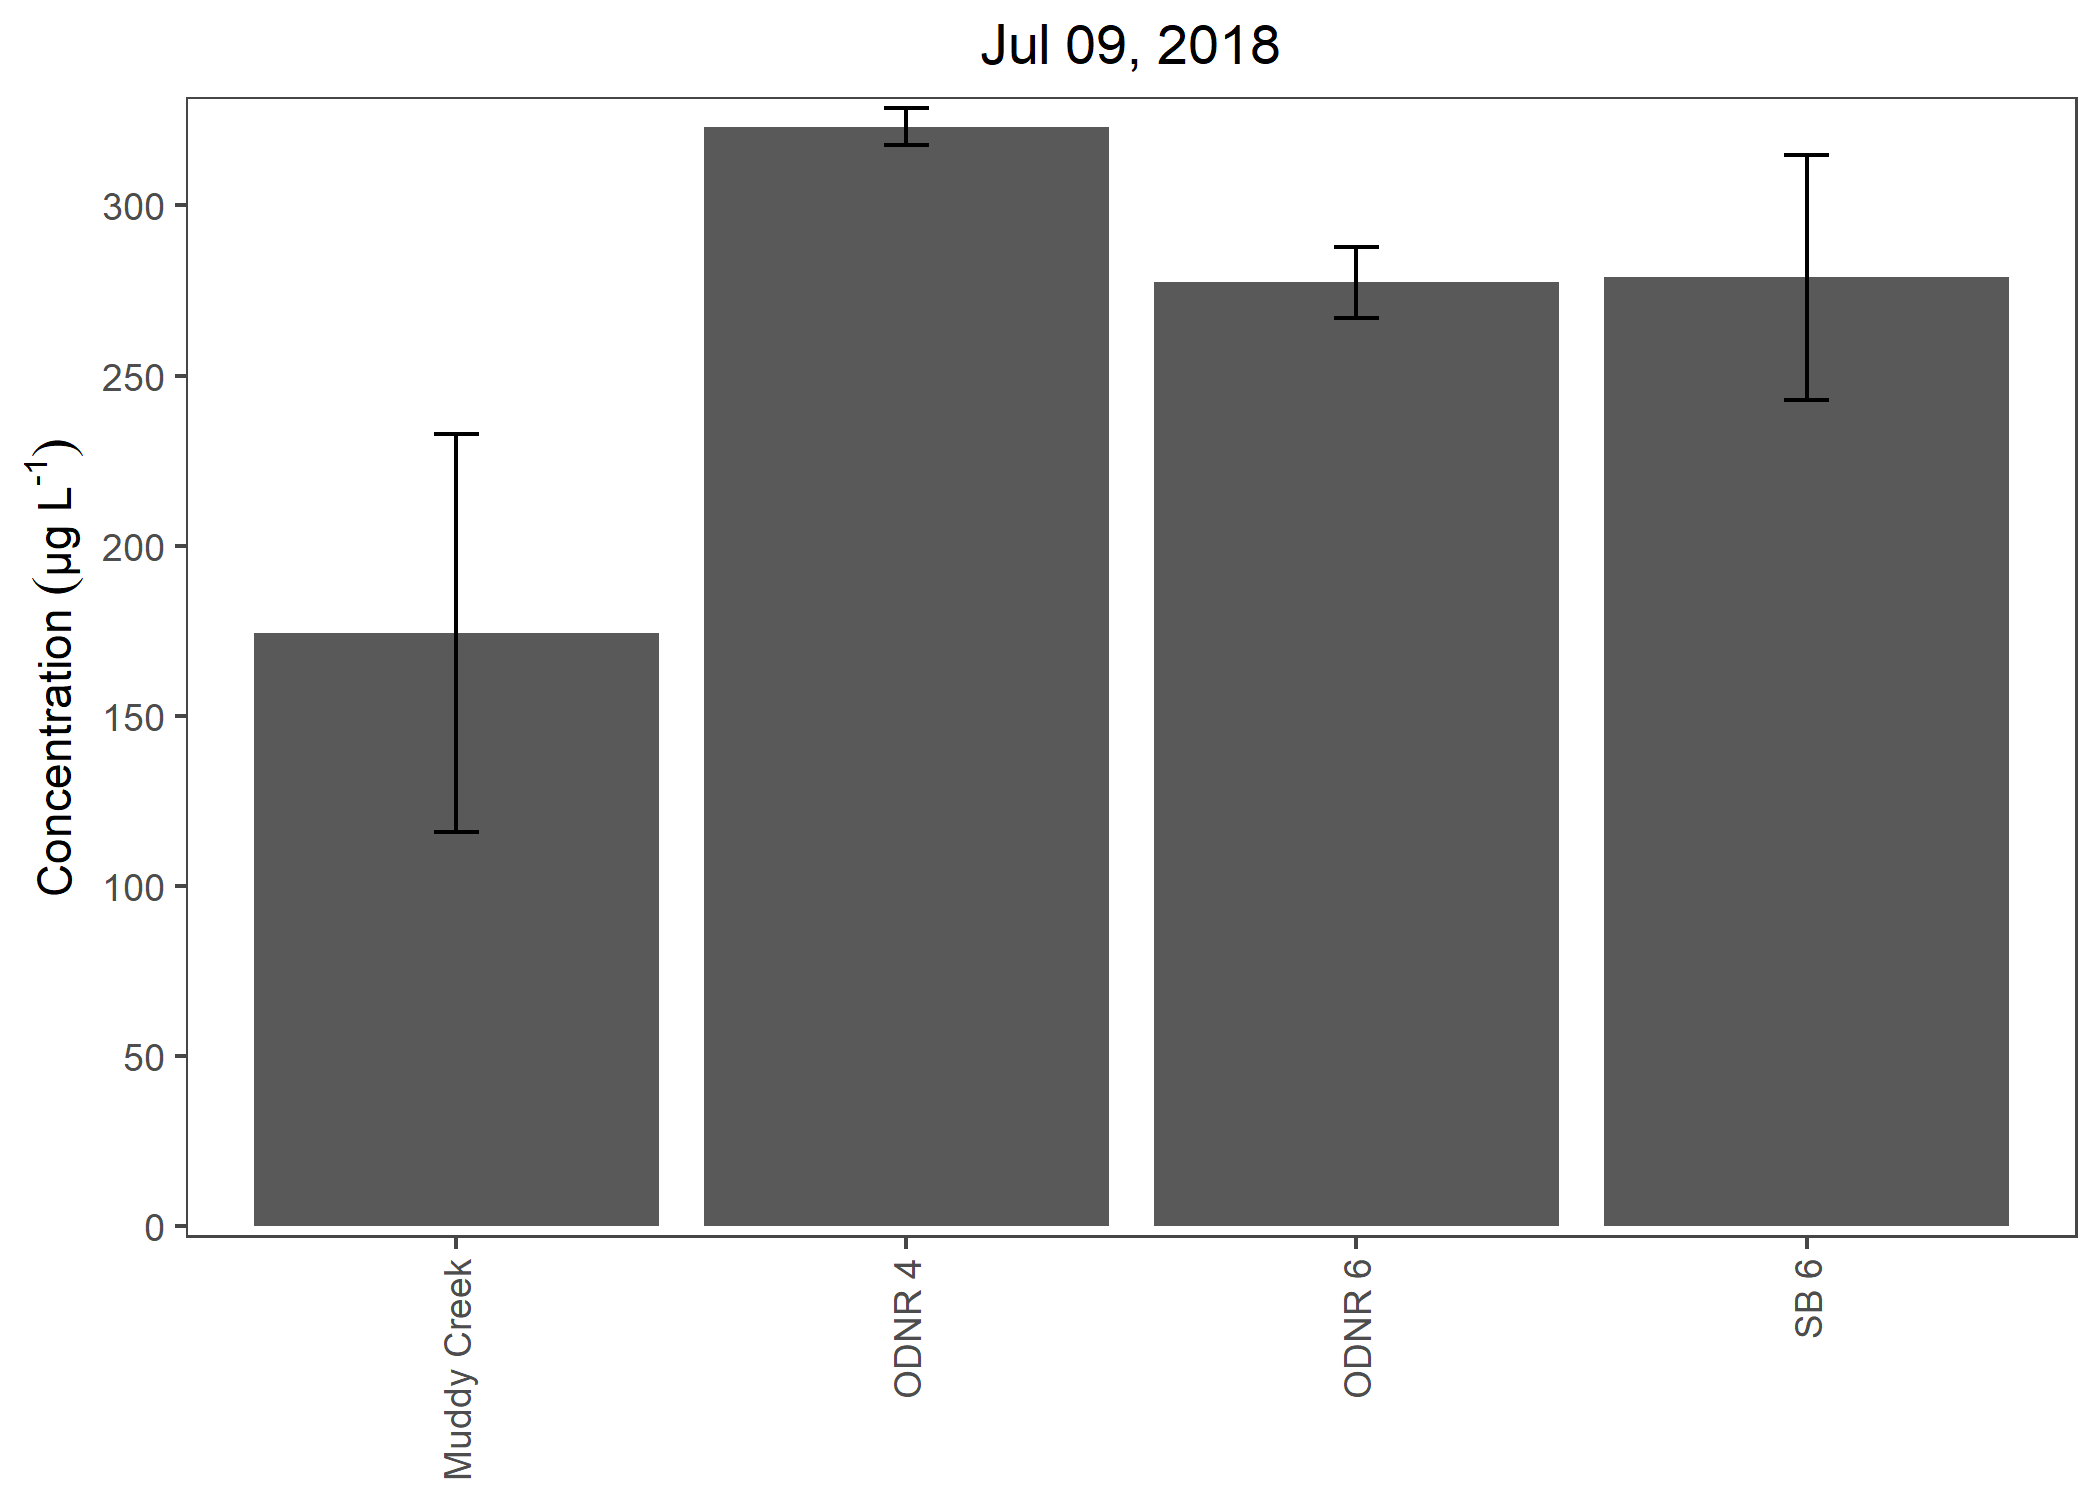 Jul 09, 2018
Concentration (µg L⁻¹)
300
250
200
150
100
50
0
Muddy Creek
ODNR 4
ODNR 6
SB 6